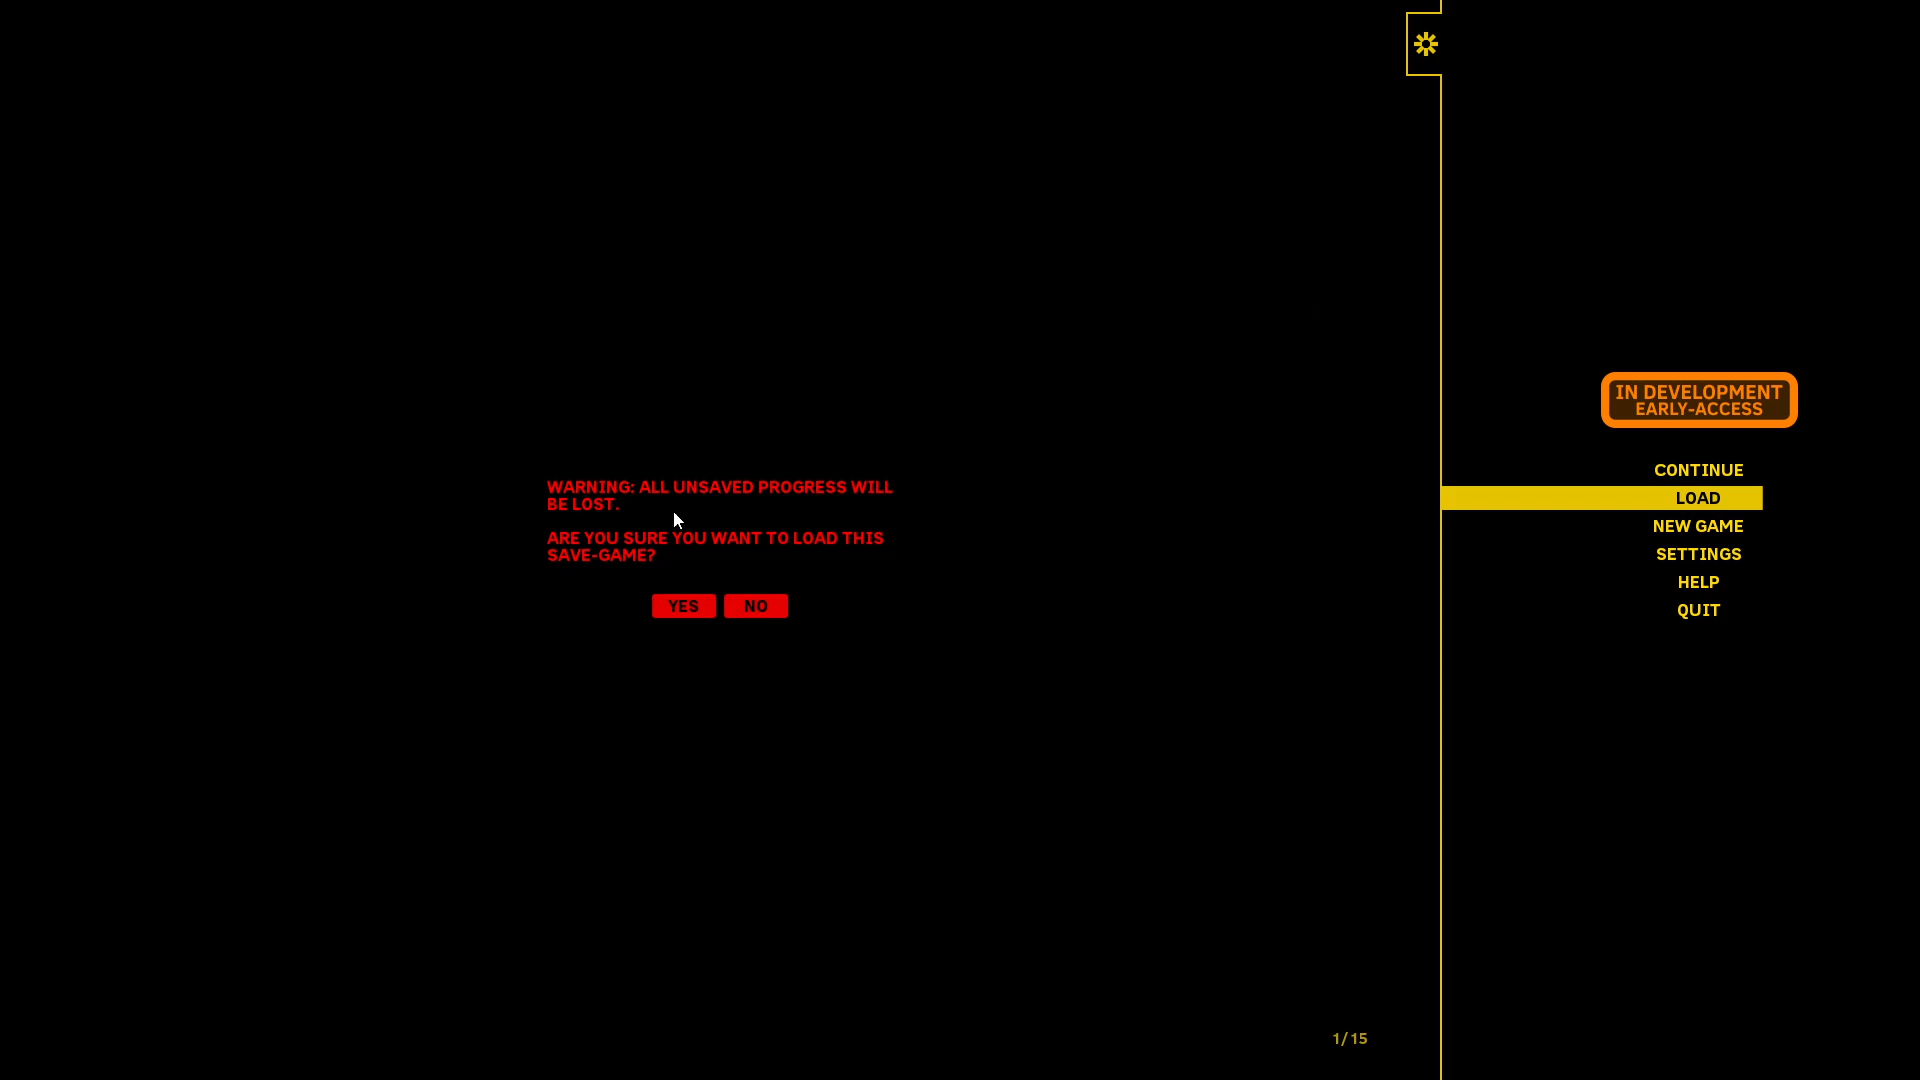 WARNING: ALL UNSAVED PROGRESS WILL
BE LOST.
ARE YOU SURE YOU WANT TO LOAD THIS
SAVE-GAME?
YES NO
1/15
IN DEVELOPMENT
EARLY-ACCESS
CONTINUE
LOAD
NEW GAME
SETTINGS
HELP
QUIT